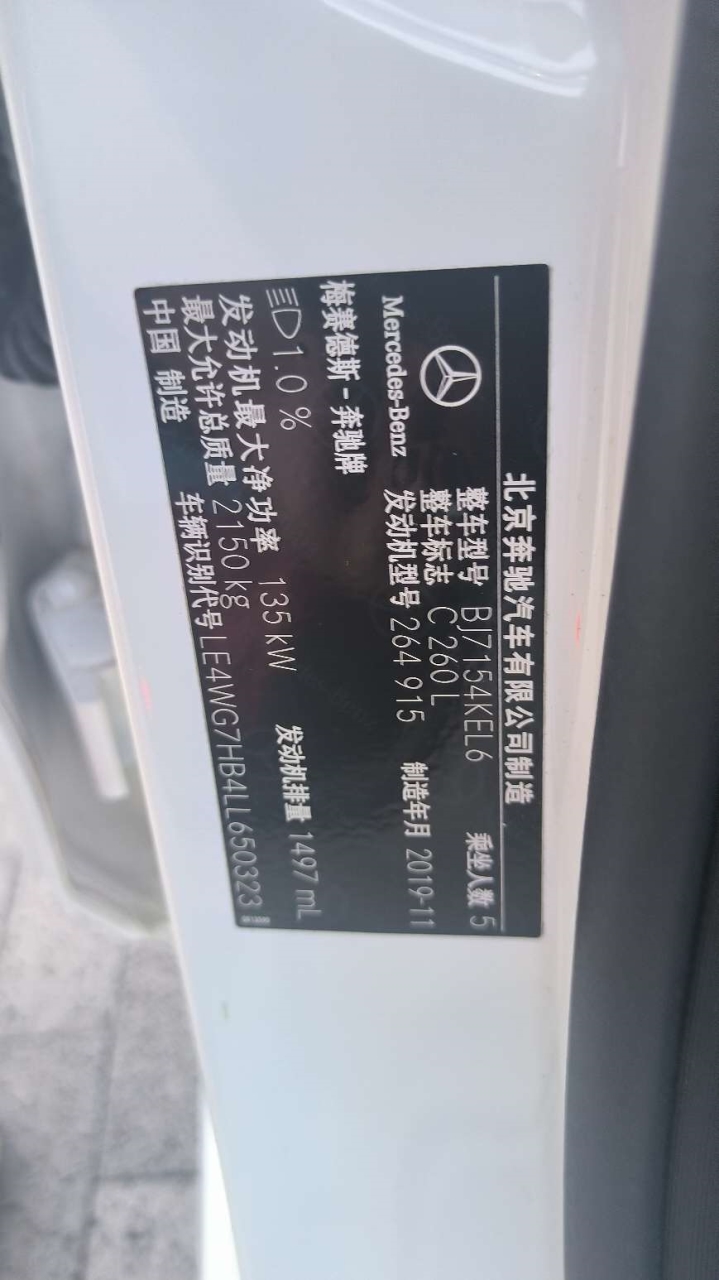 北京奔驰汽车有限公司制造
整车型号 BJ7154KEL6 乘坐人数 5
整车标志 C 260 L
Mercedes-Benz 发动机型号 264 915 制造年月 2019-11
梅赛德斯-奔驰牌
1.0 % 发动机排量 1497 mL
发动机最大净功率 135 kW
最大允许总质量 2150 kg
中国 制造 车辆识别代号 LE4WG7HB4LL650323